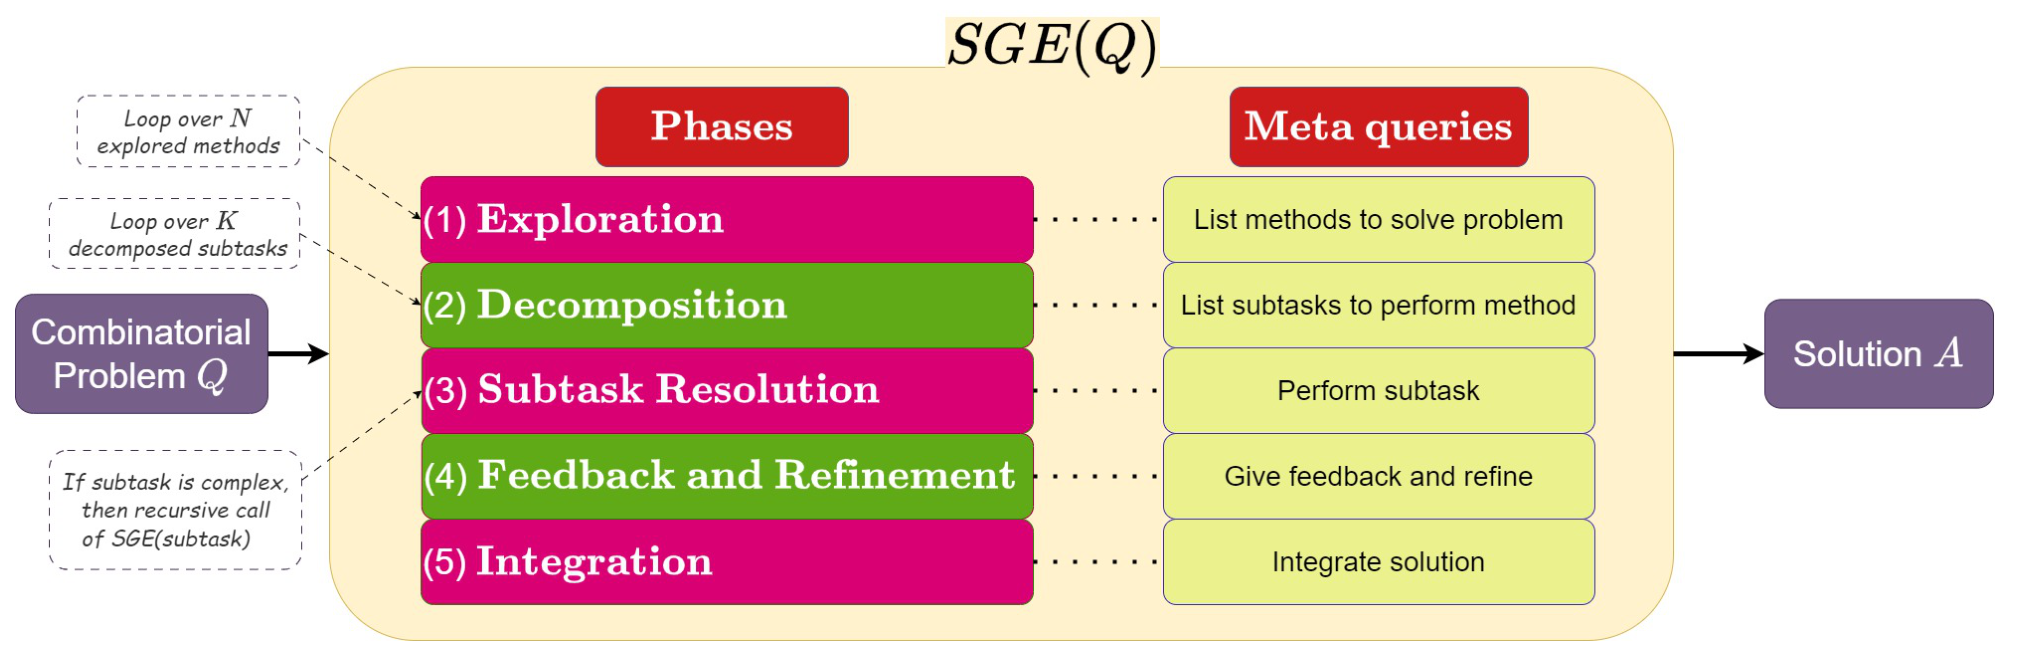 SGE(Q)
Phases
Meta queries
Loop over N
explored methods
Loop over K
decomposed subtasks
Combinatorial
Problem Q
If subtask is complex,
then recursive call
of SGE(subtask)
(1) Exploration
List methods to solve problem
(2) Decomposition
List subtasks to perform method
(3) Subtask Resolution
Perform subtask
(4) Feedback and Refinement
Give feedback and refine
(5) Integration
Integrate solution
Solution A